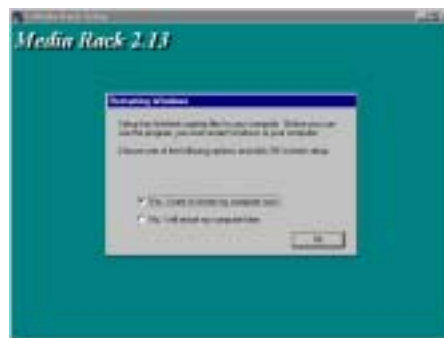 Media Rack 2.13
Restarting Windows
Setup has finished copying files to your computer. Before you can
use the program, you must restart Windows or your computer.
Choose one of the following options, and click OK to finish setup.
Yes, I want to restart my computer now.
No, I will restart my computer later.
OK